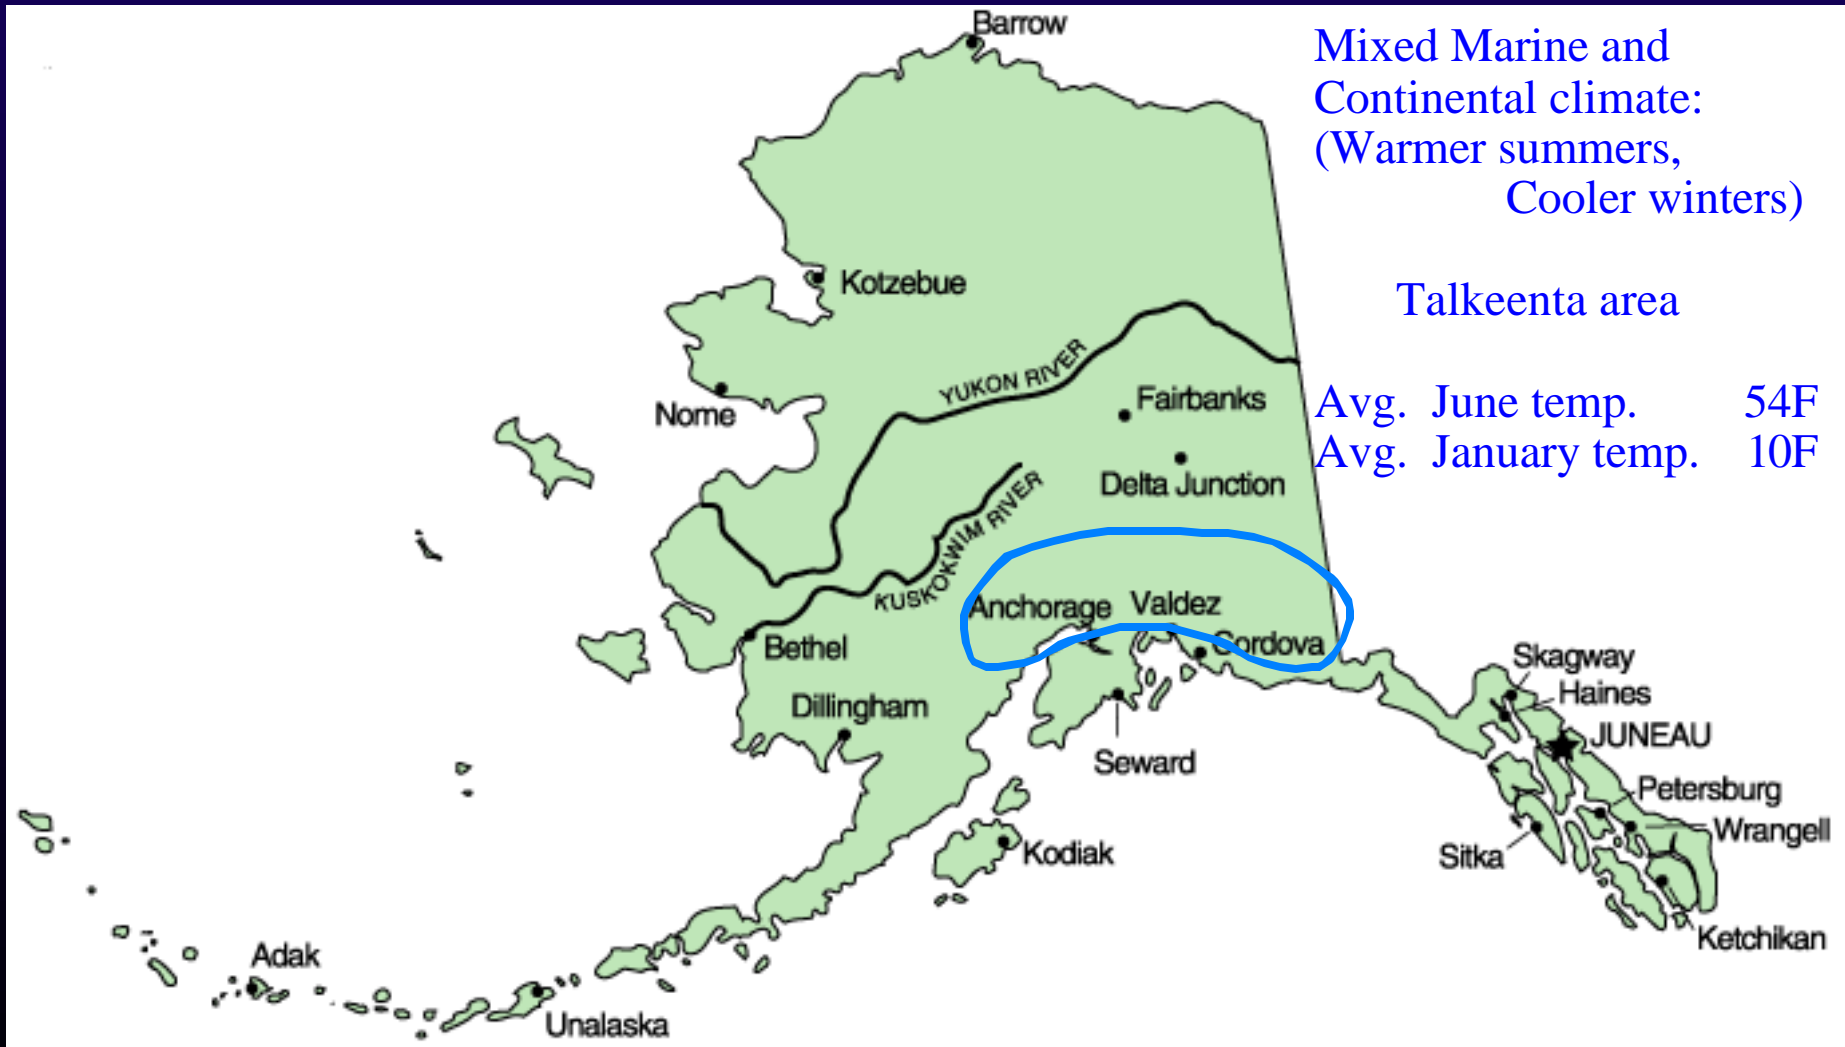 Barrow
Mixed Marine and
Continental climate:
(Warmer summers,
Cooler winters)
Kotzebue
Talkeenta area
YUKON RIVER
Fairbanks
Avg. June temp. 54F
Nome
Avg. January temp. 10F
Delta Junction
KUSKOKWIM RIVER
Anchorage Valdez
Bethel
Cordova
Skagway
Haines
Dillingham
JUNEAU
Seward
Petersburg
Wrangell
Kodiak
Sitka
Ketchikan
Adak
Unalaska